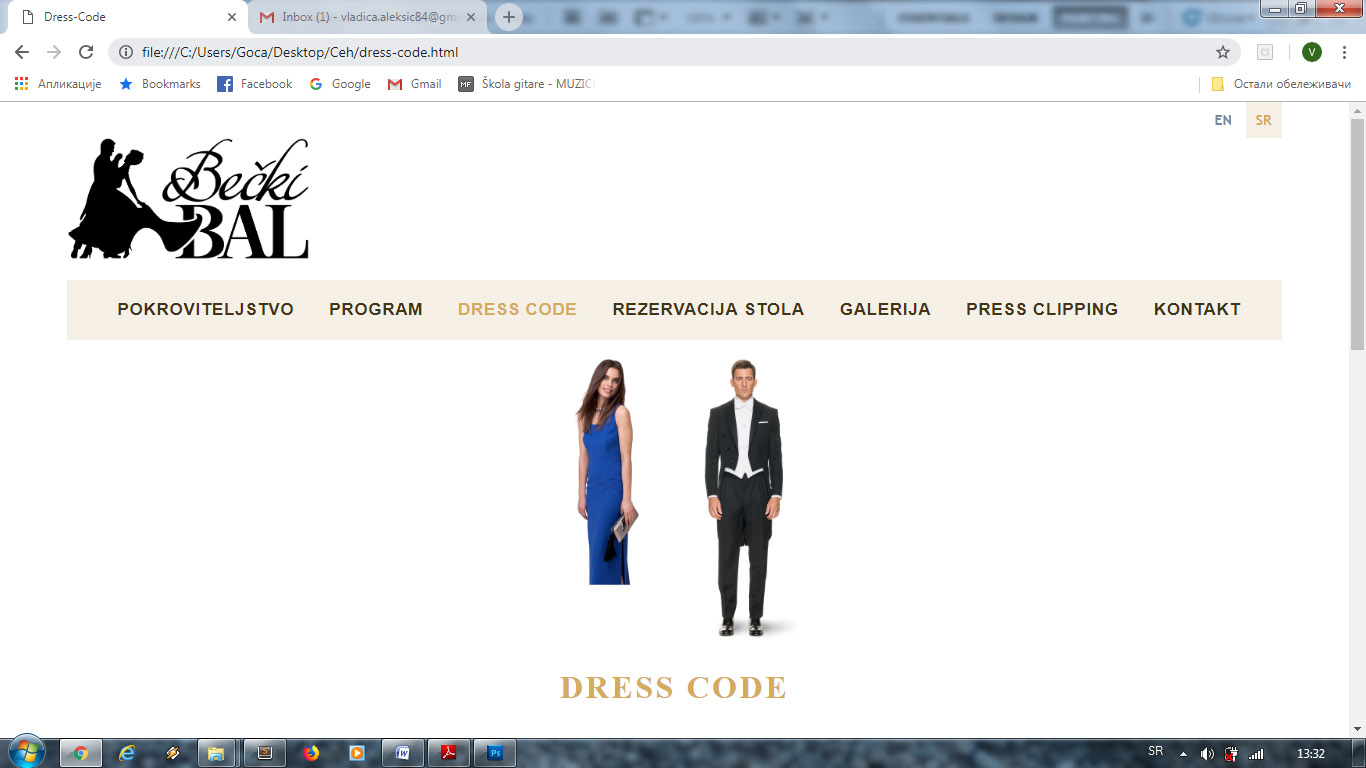 Dress-Code
Inbox (1) - vladica.aleksic84@gm
file:///C:/Users/Goca/Desktop/Ceh/dress-code.html
V
Апликације
Bookmarks
Facebook
Google
Gmail
MF
Škola gitare - MUZIC
Остали обележивачи
EN SR
Bečki
BAL
POKROVITELJSTVO PROGRAM DRESS CODE REZERVACIJA STOLA GALERIJA PRESS CLIPPING KONTAKT
DRESS CODE
SR
13:32